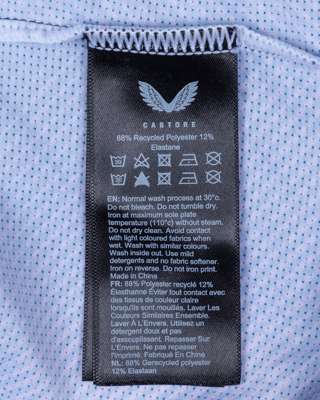 CASTORE
88% Recycled Polyester 12%
Elastane
EN: Normal wash process at 30°c.
Do not bleach. Do not tumble dry.
Iron at maximum sole plate
temperature (110°c) without steam.
Do not dry clean. Avoid contact
with light coloured fabrics when
wet. Wash with similar colours.
Wash inside out. Use mild
detergents and no fabric softener.
Iron on reverse. Do not iron print.
Made in China
FR: 88% Polyester recyclé 12%
Élasthanne Éviter tout contact avec
des tissus de couleur claire
lorsqu'ils sont mouillés. Laver Les
Couleurs Similaires Ensemble.
Laver À L'Envers. Utilisez un
détergent doux et pas
d'assouplissant. Repasser Sur
L'Envers. Ne pas repasser
l'imprimé. Fabriqué En Chine
NL: 88% Gerecycled polyester
12% Elastaan